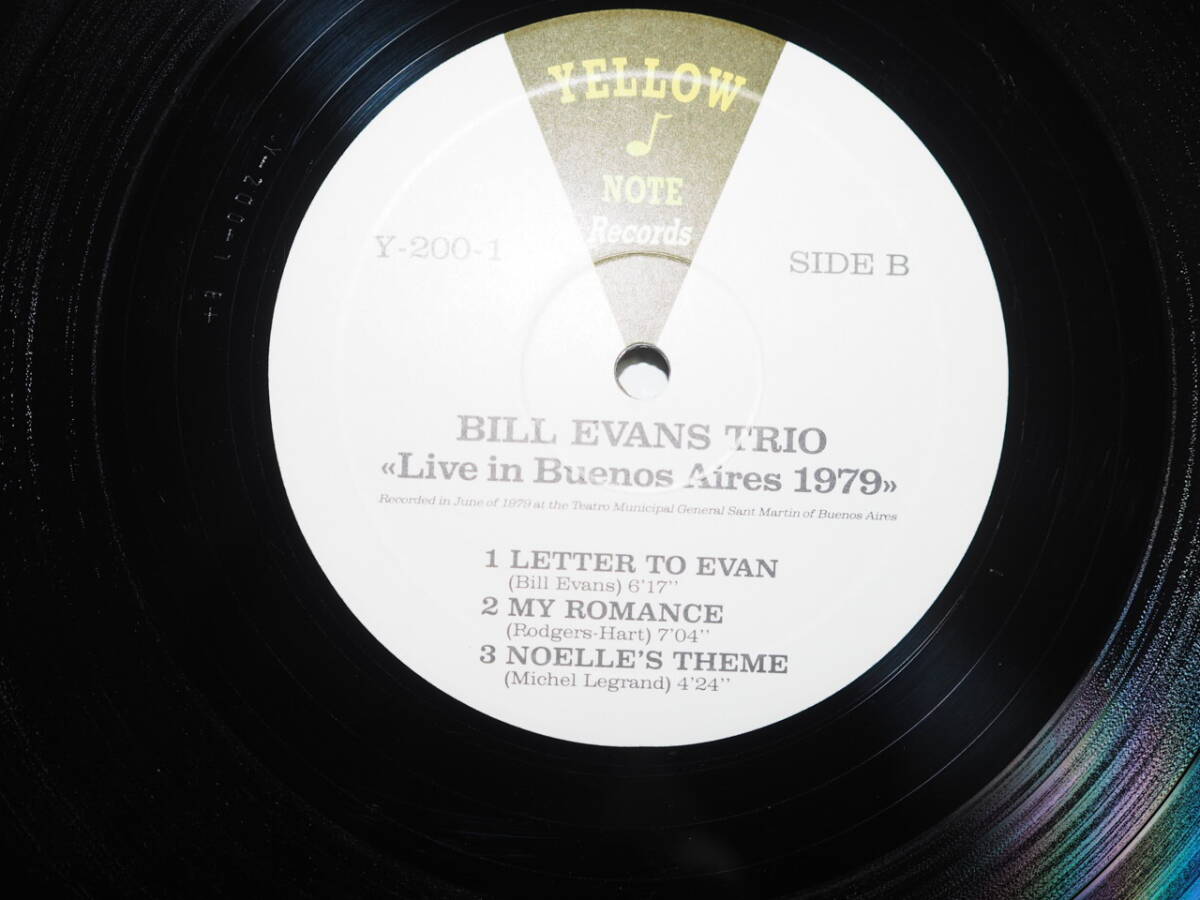 YELLOW
NOTE
Records
Y-200-1
SIDE B
BILL EVANS TRIO
«Live in Buenos Aires 1979»
Recorded in June of 1979 at the Teatro Municipal General Sant Martin of Buenos Aires
1 LETTER TO EVAN
(Bill Evans) 6'17''
2 MY ROMANCE
(Rodgers-Hart) 7'04''
3 NOELLE'S THEME
(Michel Legrand) 4'24''
Y-200-1